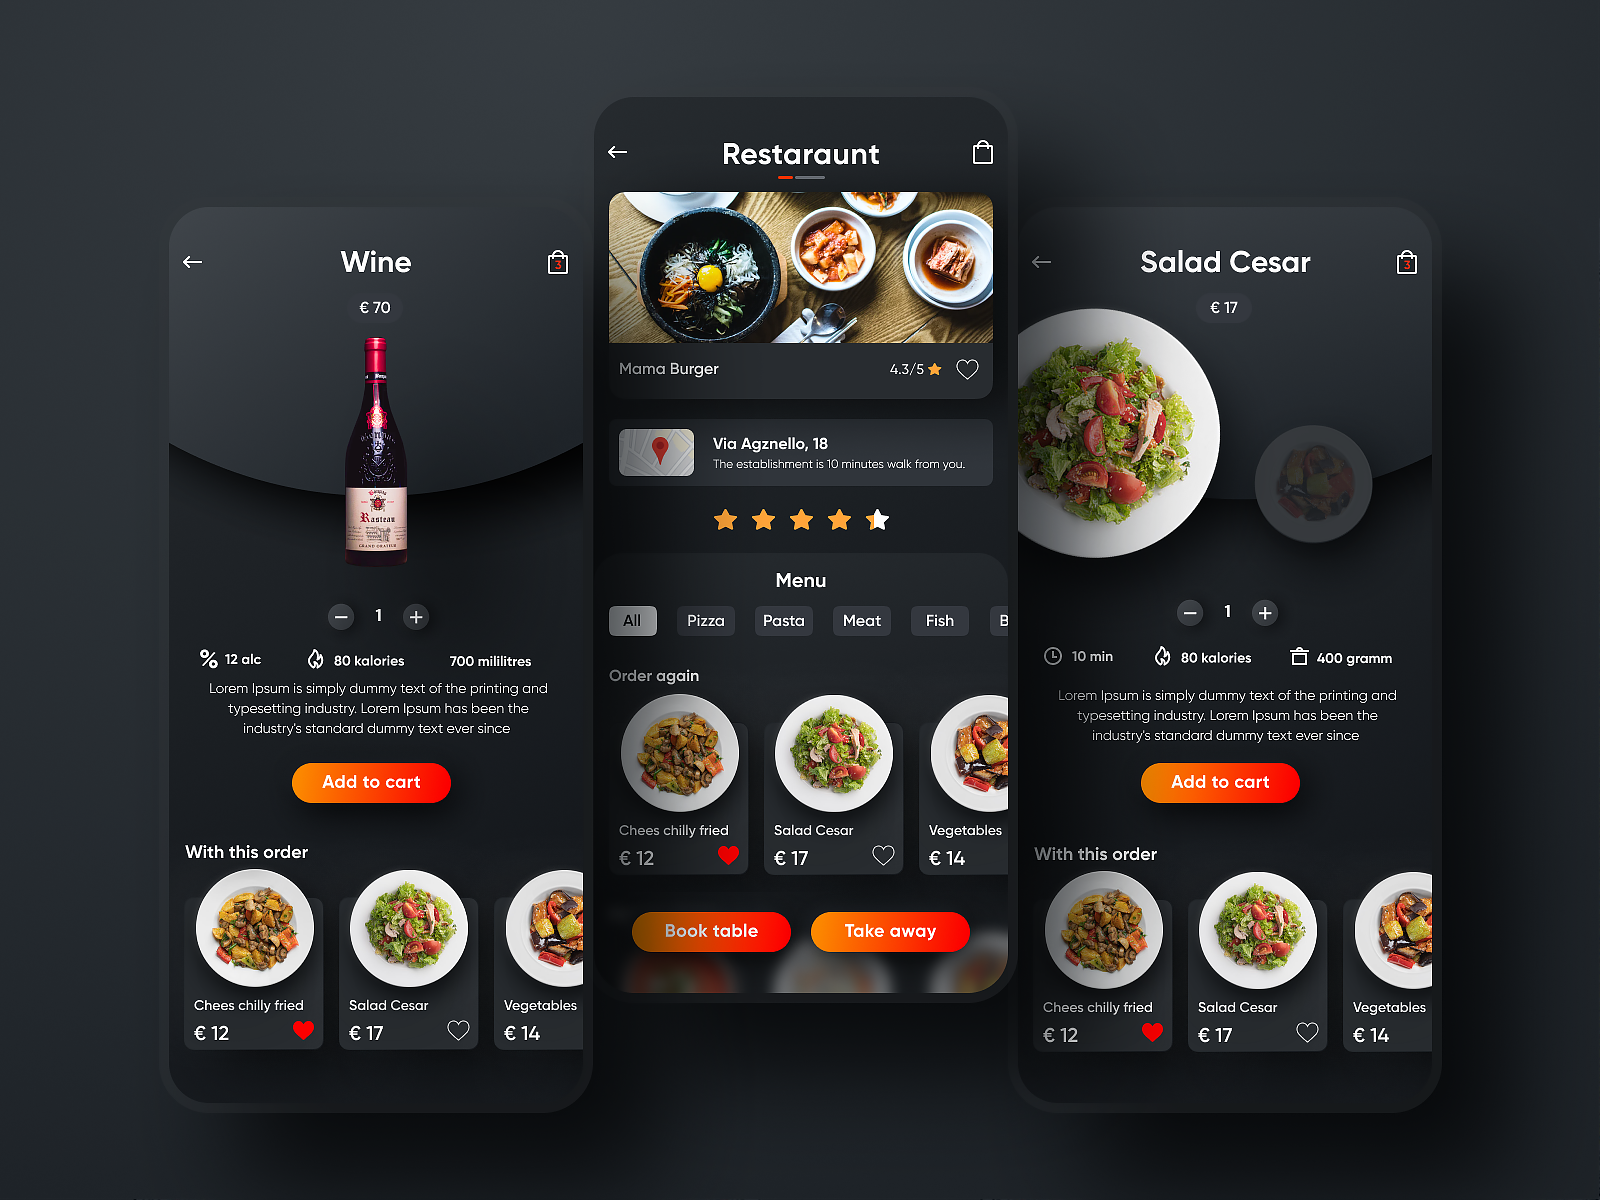 Wine
3
€ 70
Rasteau
GRAND ORATEUR
1
12 alc
80 kalories
700 mililitres
Lorem Ipsum is simply dummy text of the printing and
typesetting industry. Lorem Ipsum has been the
industry's standard dummy text ever since
Add to cart
With this order
Chees chilly fried
€ 12
Salad Cesar
€ 17
Vegetables
€ 14
Restaraunt
Mama Burger
4.3/5
Via Agznello, 18
The establishment is 10 minutes walk from you.
Menu
All
Pizza
Pasta
Meat
Fish
B
Order again
Chees chilly fried
€ 12
Salad Cesar
€ 17
Vegetables
€ 14
Book table
Take away
Salad Cesar
3
€ 17
1
10 min
80 kalories
400 gramm
Lorem Ipsum is simply dummy text of the printing and
typesetting industry. Lorem Ipsum has been the
industry's standard dummy text ever since
Add to cart
With this order
Chees chilly fried
€ 12
Salad Cesar
€ 17
Vegetables
€ 14